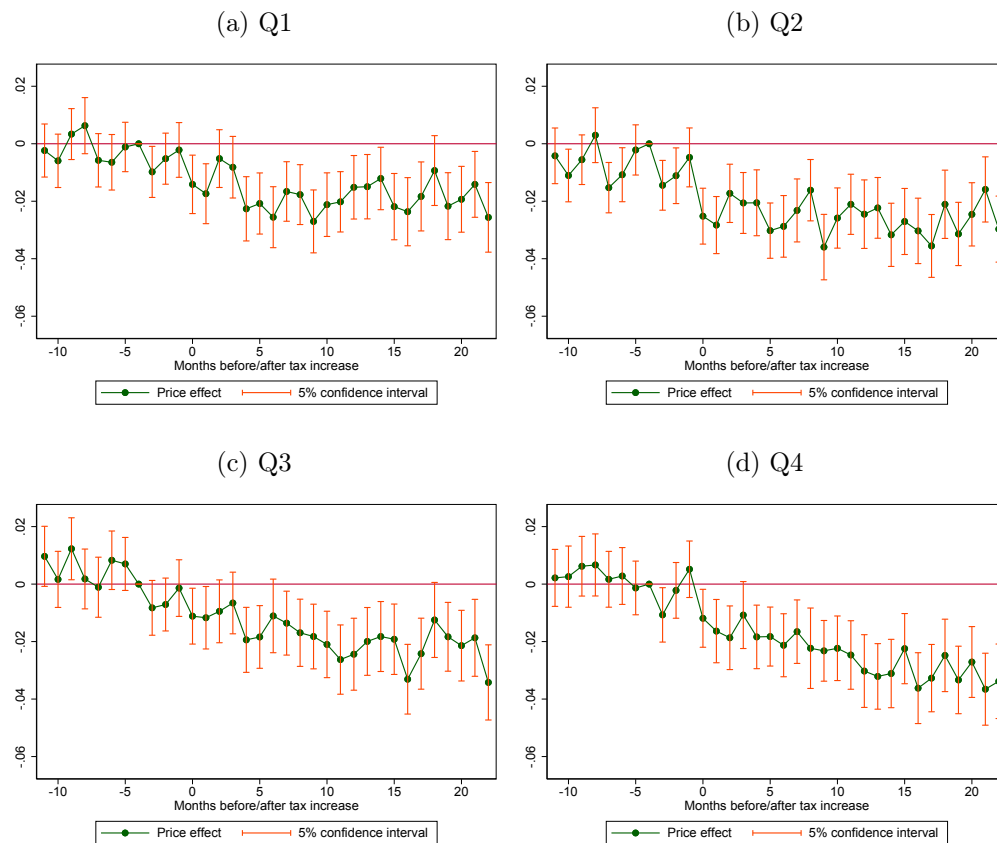 (a) Q1
.02
0
-.02
-.04
-.06
-10 -5 0 5 10 15 20
Months before/after tax increase
Price effect 5% confidence interval
(b) Q2
.02
0
-.02
-.04
-.06
-10 -5 0 5 10 15 20
Months before/after tax increase
Price effect 5% confidence interval
(c) Q3
.02
0
-.02
-.04
-.06
-10 -5 0 5 10 15 20
Months before/after tax increase
Price effect 5% confidence interval
(d) Q4
.02
0
-.02
-.04
-.06
-10 -5 0 5 10 15 20
Months before/after tax increase
Price effect 5% confidence interval